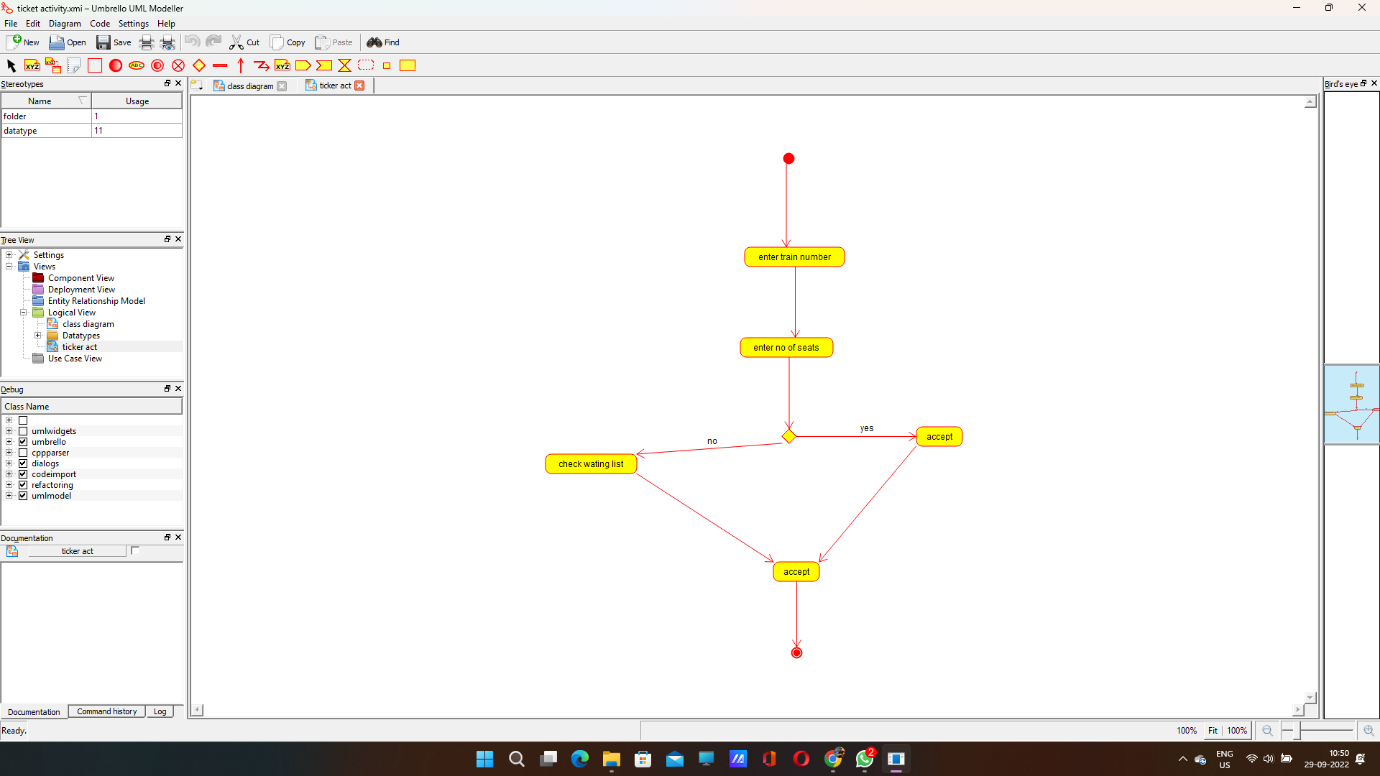 ticket activity.xmi – Umbrello UML Modeller
File Edit Diagram Code Settings Help
New Open Save Cut Copy Paste Find
XYZ ABC XYZ
Stereotypes
Name Usage
folder 1
datatype 11
Tree View
Settings
Views
Component View
Deployment View
Entity Relationship Model
Logical View
class diagram
Datatypes
ticker act
Use Case View
Debug
Class Name
umlwidgets
umbrello
cppparser
dialogs
codeimport
refactoring
umlmodel
Documentation
ticker act
Documentation Command history Log
Ready.
class diagram ticker act
enter train number
enter no of seats
yes
no
accept
check wating list
accept
Bird's eye
100% Fit 100%
2
ENG
US
10:50
29-09-2022